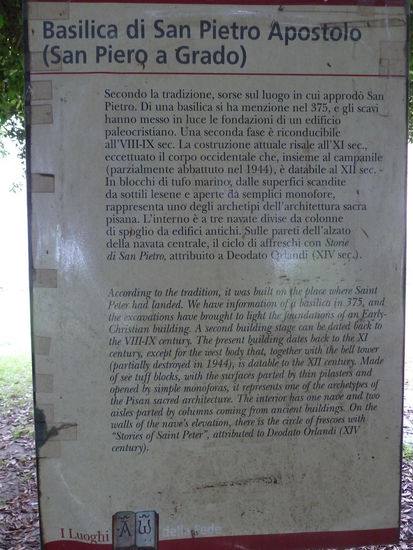 Basilica di San Pietro Apostolo
(San Piero a Grado)
Secondo la tradizione, sorse sul luogo in cui approdò San
Pietro. Di una basilica si ha menzione nel 375, e gli scavi
hanno messo in luce le fondazioni di un edificio
paleocristiano. Una seconda fase è riconducibile
all'VIII-IX sec. La costruzione attuale risale all'XI sec.,
eccettuato il corpo occidentale che, insieme al campanile
(parzialmente abbattuto nel 1944), è databile al XII sec.
In blocchi di tufo marino, dalle superfici scandite
da sottili lesene e aperte da semplici monofore,
rappresenta uno degli archetipi dell'architettura sacra
pisana. L'interno è a tre navate divise da colonne
di spoglio da edifici antichi. Sulle pareti dell'alzato
della navata centrale, il ciclo di affreschi con Storie
di San Pietro, attribuito a Deodato Orlandi (XIV sec.).
According to the tradition, it was built on the place where Saint
Peter had landed. We have information of a basilica in 375, and
the excavations have brought to light the foundations of an Early-
Christian building. A second building stage can be dated back to
the VIII-IX century. The present building dates back to the XI
century, except for the west body that, together with the bell tower
(partially destroyed in 1944), is datable to the XII century. Made
of see tuff blocks, with the surfaces parted by thin pilasters and
opened by simple monoforas, it represents one of the archetypes of
the Pisan sacred architecture. The interior has one nave and two
aisles parted by columns coming from ancient buildings. On the
walls of the nave's elevation, there is the circle of frescoes with
"Stories of Saint Peter", attributed to Deodato Orlandi (XIV
century).
I Luoghi A ω della Fede